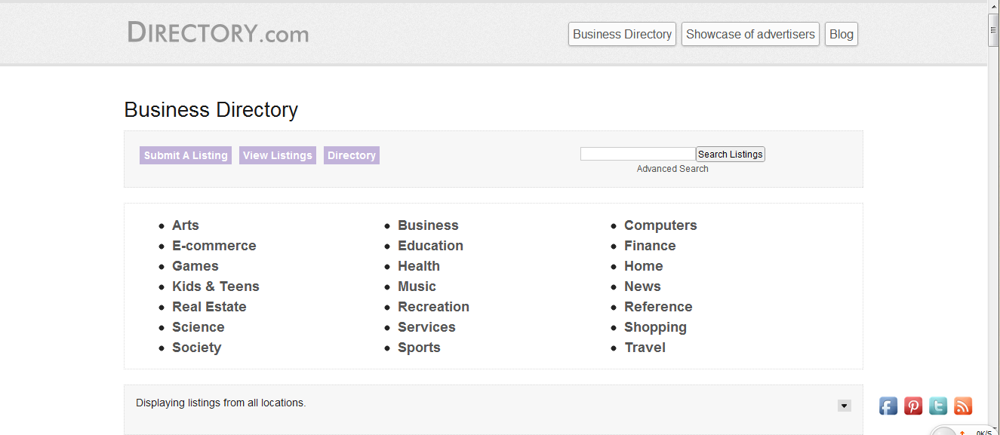 DIRECTORY.com
Business Directory Showcase of advertisers Blog
Business Directory
Submit A Listing View Listings Directory Search Listings
Advanced Search
Arts Business Computers
E-commerce Education Finance
Games Health Home
Kids & Teens Music News
Real Estate Recreation Reference
Science Services Shopping
Society Sports Travel
Displaying listings from all locations.